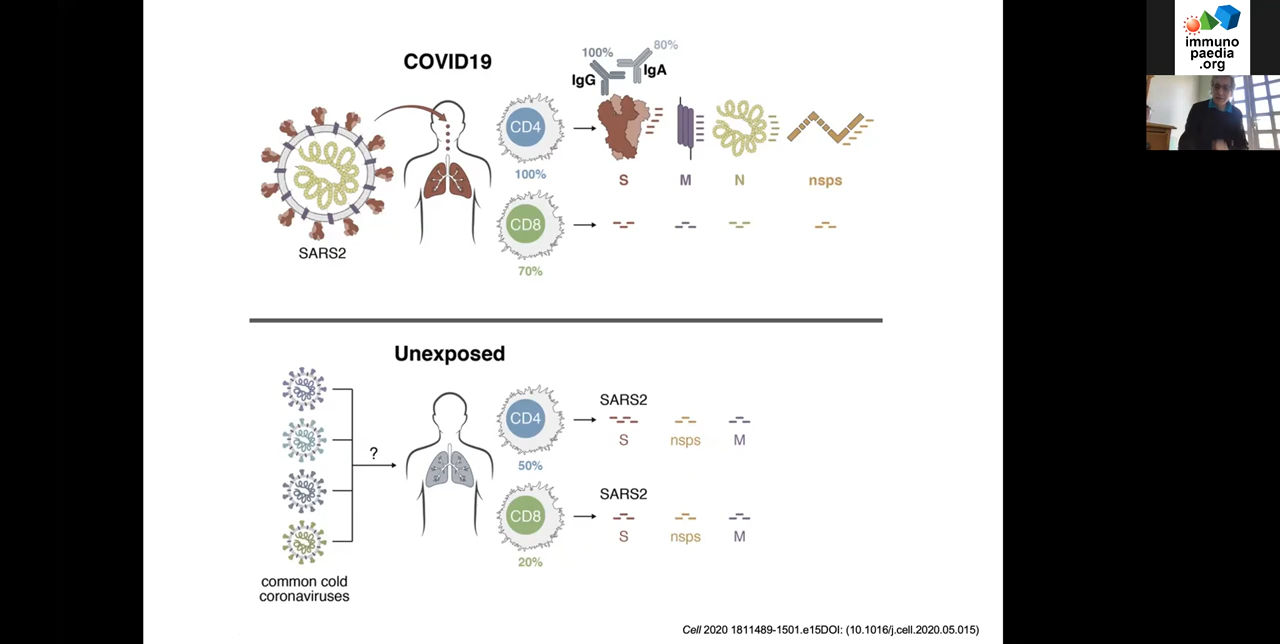 immuno
paedia
.org
COVID19
100%
80%
IgG
IgA
CD4
100%
S
M
N
nsps
CD8
70%
SARS2
Unexposed
?
CD4
50%
SARS2
S
nsps
M
CD8
20%
SARS2
S
nsps
M
common cold
coronaviruses
Cell 2020 1811489-1501.e15DOI: (10.1016/j.cell.2020.05.015)